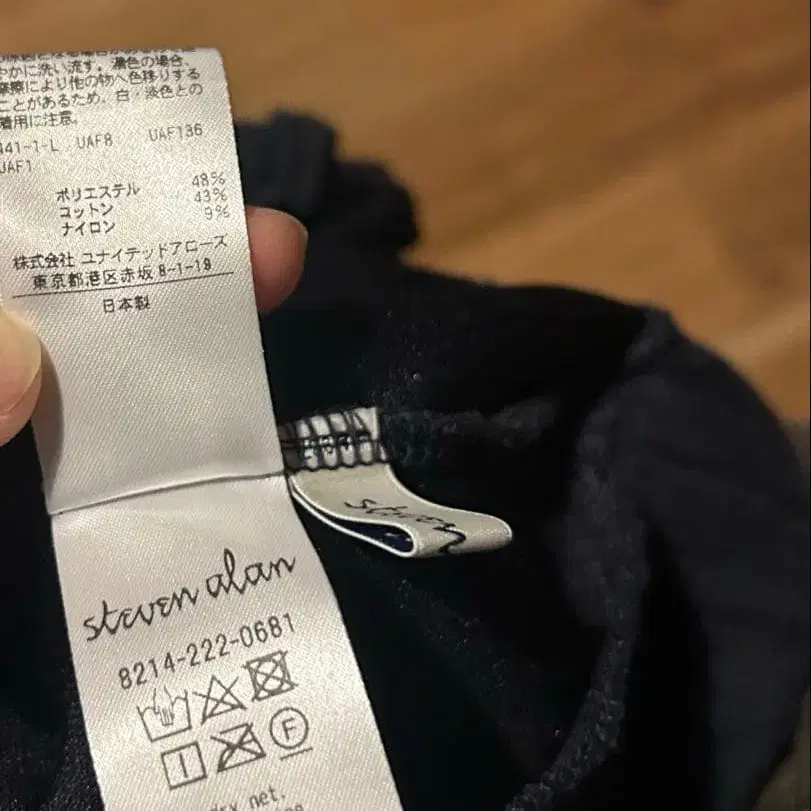 やかに洗い流す。濃色の場合、
摩擦により他の物へ色移りする
ことがあるため、白・淡色との
着用に注意。
441-1-L UAF8 UAF136
UAF1
ポリエステル 48%
コットン 43%
ナイロン 9%
株式会社 ユナイテッドアローズ
東京都港区赤坂 8-1-19
日本製
steven
steven alan
8214-222-0681
F
net.